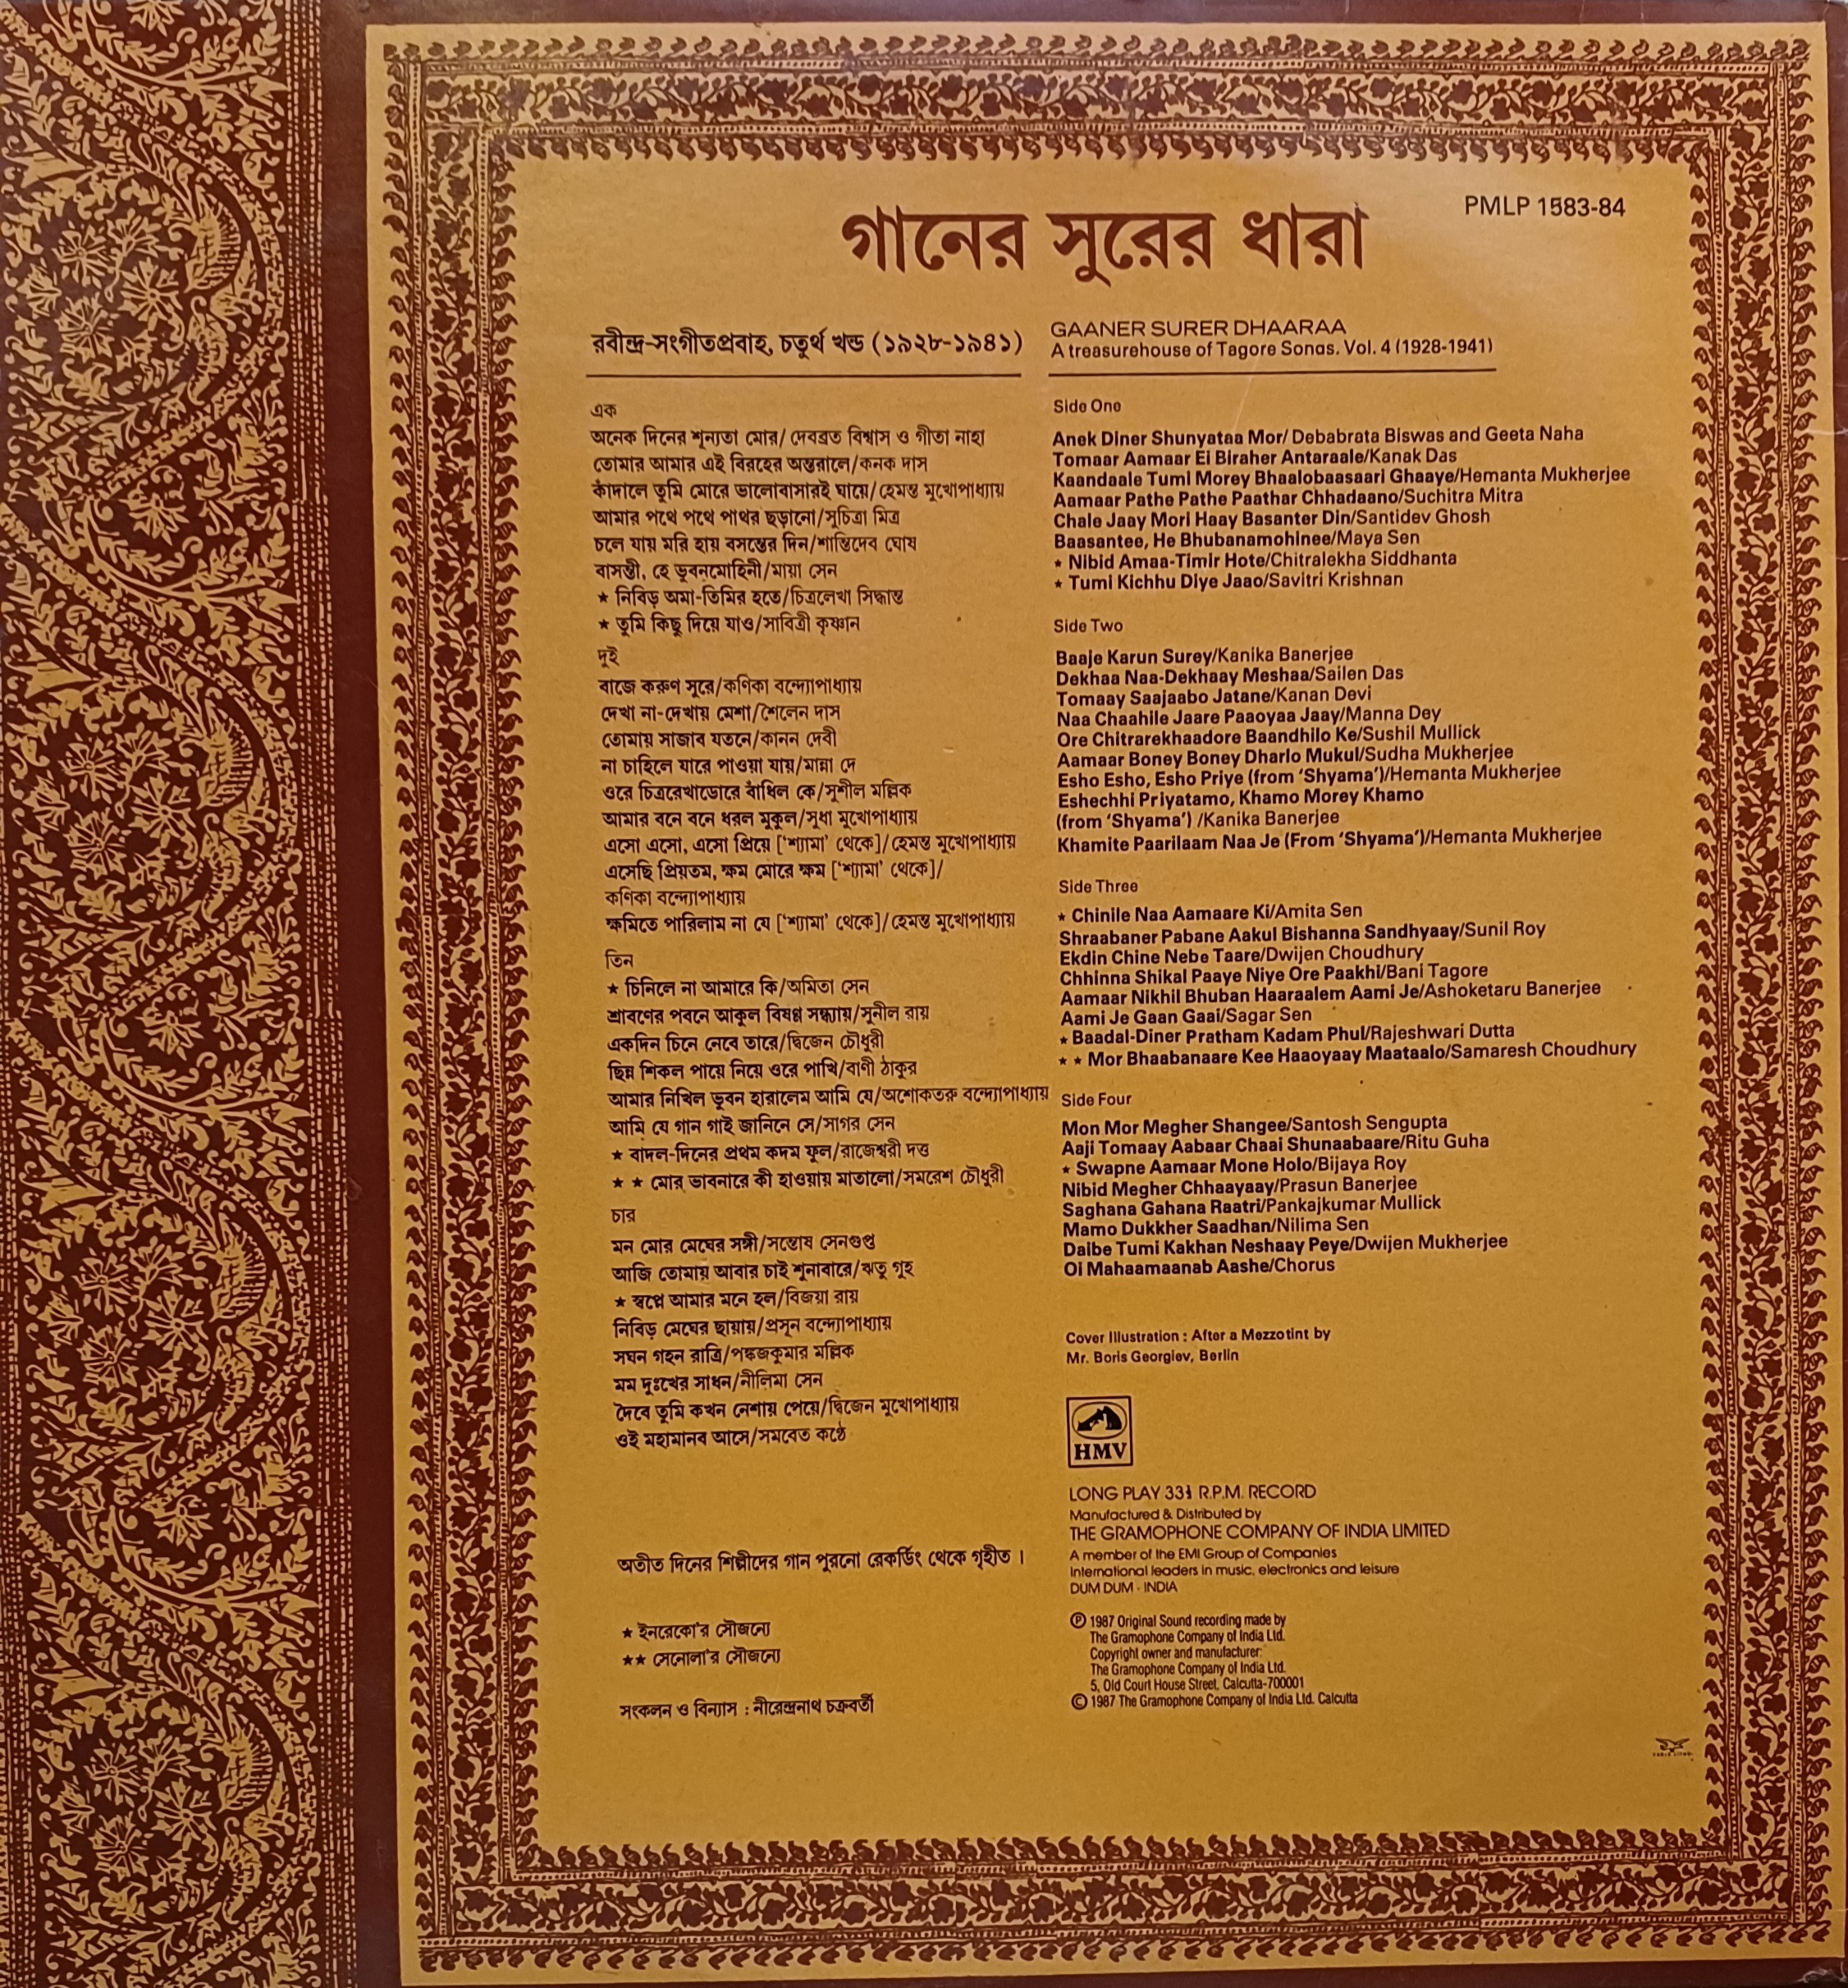 PMLP 1583-84
গানের সুরের ধারা
রবীন্দ্র-সংগীতপ্রবাহ, চতুর্থ খন্ড (১৯২৮-১৯৪১)
এক
অনেক দিনের শূন্যতা মোর/ দেবব্রত বিশ্বাস ও গীতা নাহা
তোমার আমার এই বিরহের অন্তরালে/কনক দাস
কাঁদালে তুমি মোরে ভালোবাসারই ঘায়ে/হেমন্ত মুখোপাধ্যায়
আমার পথে পথে পাথর ছড়ানো/সুচিত্রা মিত্র
চলে যায় মরি হায় বসন্তের দিন/শান্তিদেব ঘোষ
বাসন্তী, হে ভুবনমোহিনী/মায়া সেন
★ নিবিড় অমা-তিমির হতে/চিত্রলেখা সিদ্ধান্ত
★ তুমি কিছু দিয়ে যাও/সাবিত্রী কৃষ্ণান
দুই
বাজে করুণ সুরে/কণিকা বন্দ্যোপাধ্যায়
দেখা না-দেখায় মেশা/শৈলেন দাস
তোমায় সাজাব যতনে/কানন দেবী
না চাহিলে যারে পাওয়া যায়/মান্না দে
ওরে চিত্ররেখাডোরে বাঁধিল কে/সুশীল মল্লিক
আমার বনে বনে ধরল মুকুল/সুধা মুখোপাধ্যায়
এসো এসো, এসো প্রিয়ে ['শ্যামা' থেকে]/হেমন্ত মুখোপাধ্যায়
এসেছি প্রিয়তম, ক্ষম মোরে ক্ষম ['শ্যামা' থেকে]/
কণিকা বন্দ্যোপাধ্যায়
ক্ষমিতে পারিলাম না যে ['শ্যামা' থেকে]/হেমন্ত মুখোপাধ্যায়
তিন
★ চিনিলে না আমারে কি/অমিতা সেন
শ্রাবণের পবনে আকুল বিষণ্ণ সন্ধ্যায়/সুনীল রায়
একদিন চিনে নেবে তারে/দ্বিজেন চৌধুরী
ছিন্ন শিকল পায়ে নিয়ে ওরে পাখি/বাণী ঠাকুর
আমার নিখিল ভুবন হারালেম আমি যে/অশোকতরু বন্দ্যোপাধ্যায়
আমি যে গান গাই জানিনে সে/সাগর সেন
★ বাদল-দিনের প্রথম কদম ফুল/রাজেশ্বরী দত্ত
★ ★ মোর ভাবনারে কী হাওয়ায় মাতালো/সমরেশ চৌধুরী
চার
মন মোর মেঘের সঙ্গী/সন্তোষ সেনগুপ্ত
আজি তোমায় আবার চাই শুনাবারে/ঋতু গুহ
★ স্বপ্নে আমার মনে হল/বিজয়া রায়
নিবিড় মেঘের ছায়ায়/প্রসূন বন্দ্যোপাধ্যায়
সঘন গহন রাত্রি/পঙ্কজকুমার মল্লিক
মম দুঃখের সাধন/নীলিমা সেন
দৈবে তুমি কখন নেশায় পেয়ে/দ্বিজেন মুখোপাধ্যায়
ওই মহামানব আসে/সমবেত কণ্ঠে
অতীত দিনের শিল্পীদের গান পুরনো রেকর্ডিং থেকে গৃহীত ।
★ ইনরেকো'র সৌজন্যে
★★ সেনোলা'র সৌজন্যে
সংকলন ও বিন্যাস : নীরেন্দ্রনাথ চক্রবর্তী
GAANER SURER DHAARAA
A treasurehouse of Tagore Songs. Vol. 4 (1928-1941)
Side One
Anek Diner Shunyataa Mor/ Debabrata Biswas and Geeta Naha
Tomaar Aamaar Ei Biraher Antaraale/Kanak Das
Kaandaale Tumi Morey Bhaalobaasaari Ghaaye/Hemanta Mukherjee
Aamaar Pathe Pathe Paathar Chhadaano/Suchitra Mitra
Chale Jaay Mori Haay Basanter Din/Santidev Ghosh
Baasantee, He Bhubanamohinee/Maya Sen
★ Nibid Amaa-Timir Hote/Chitralekha Siddhanta
★ Tumi Kichhu Diye Jaao/Savitri Krishnan
Side Two
Baaje Karun Surey/Kanika Banerjee
Dekhaa Naa-Dekhaay Meshaa/Sailen Das
Tomaay Saajaabo Jatane/Kanan Devi
Naa Chaahile Jaare Paaoyaa Jaay/Manna Dey
Ore Chitrarekhaadore Baandhilo Ke/Sushil Mullick
Aamaar Boney Boney Dharlo Mukul/Sudha Mukherjee
Esho Esho, Esho Priye (from 'Shyama')/Hemanta Mukherjee
Eshechhi Priyatamo, Khamo Morey Khamo
(from 'Shyama') /Kanika Banerjee
Khamite Paarilaam Naa Je (From 'Shyama')/Hemanta Mukherjee
Side Three
★ Chinile Naa Aamaare Ki/Amita Sen
Shraabaner Pabane Aakul Bishanna Sandhyaay/Sunil Roy
Ekdin Chine Nebe Taare/Dwijen Choudhury
Chhinna Shikal Paaye Niye Ore Paakhi/Bani Tagore
Aamaar Nikhil Bhuban Haaraalem Aami Je/Ashoketaru Banerjee
Aami Je Gaan Gaai/Sagar Sen
★ Baadal-Diner Pratham Kadam Phul/Rajeshwari Dutta
★ ★ Mor Bhaabanaare Kee Haaoyaay Maataalo/Samaresh Choudhury
Side Four
Mon Mor Megher Shangee/Santosh Sengupta
Aaji Tomaay Aabaar Chaai Shunaabaare/Ritu Guha
★ Swapne Aamaar Mone Holo/Bijaya Roy
Nibid Megher Chhaayaay/Prasun Banerjee
Saghana Gahana Raatri/Pankajkumar Mullick
Mamo Dukkher Saadhan/Nilima Sen
Daibe Tumi Kakhan Neshaay Peye/Dwijen Mukherjee
Oi Mahaamaanab Aashe/Chorus
Cover Illustration : After a Mezzotint by
Mr. Boris Georgiev, Berlin
HMV
LONG PLAY 33⅓ R.P.M. RECORD
Manufactured & Distributed by
THE GRAMOPHONE COMPANY OF INDIA LIMITED
A member of the EMI Group of Companies
International leaders in music, electronics and leisure
DUM DUM · INDIA
Ⓟ 1987 Original Sound recording made by
The Gramophone Company of India Ltd.
Copyright owner and manufacturer:
The Gramophone Company of India Ltd.
5, Old Court House Street, Calcutta-700001
© 1987 The Gramophone Company of India Ltd. Calcutta